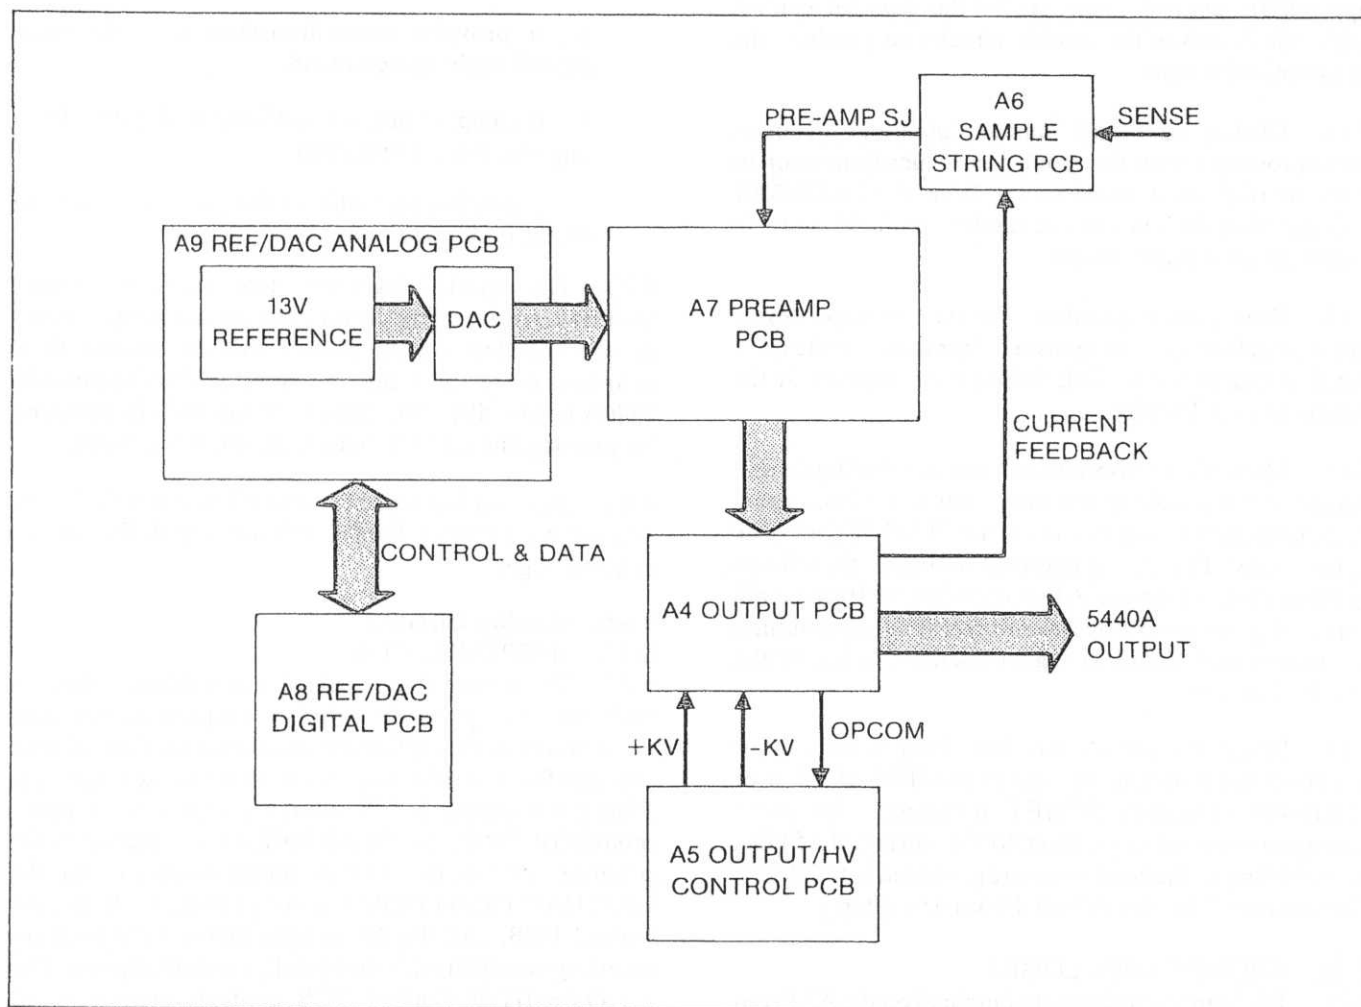 A6
SAMPLE
STRING PCB
PRE-AMP SJ
SENSE
A9 REF/DAC ANALOG PCB
13V
REFERENCE
DAC
A7 PREAMP
PCB
CURRENT
FEEDBACK
CONTROL & DATA
A4 OUTPUT PCB
5440A
OUTPUT
A8 REF/DAC
DIGITAL PCB
+KV
-KV
OPCOM
A5 OUTPUT/HV
CONTROL PCB